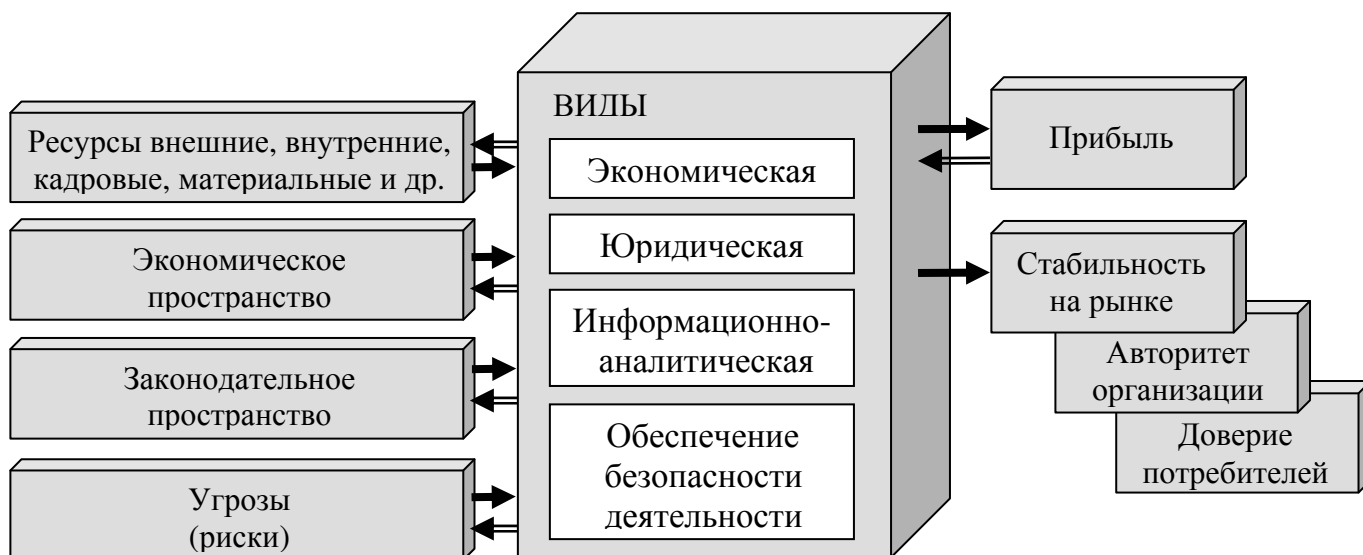 Ресурсы внешние, внутренние,
кадровые, материальные и др.
Экономическое
пространство
Законодательное
пространство
Угрозы
(риски)
ВИДЫ
Экономическая
Юридическая
Информационно-
аналитическая
Обеспечение
безопасности
деятельности
Прибыль
Стабильность
на рынке
Авторитет
организации
Доверие
потребителей